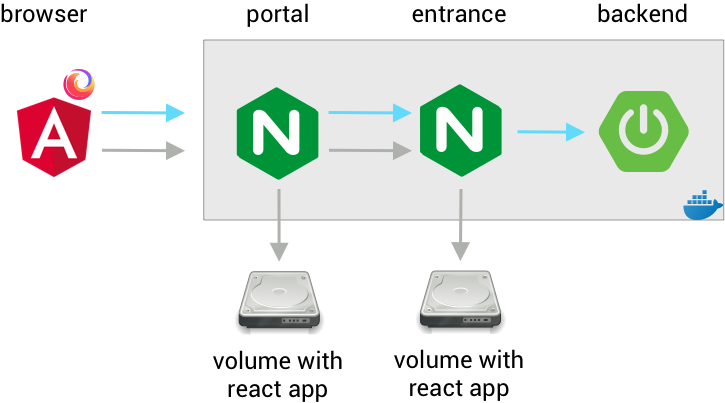 browser
portal
entrance
backend
A
N
N
volume with
react app
volume with
react app